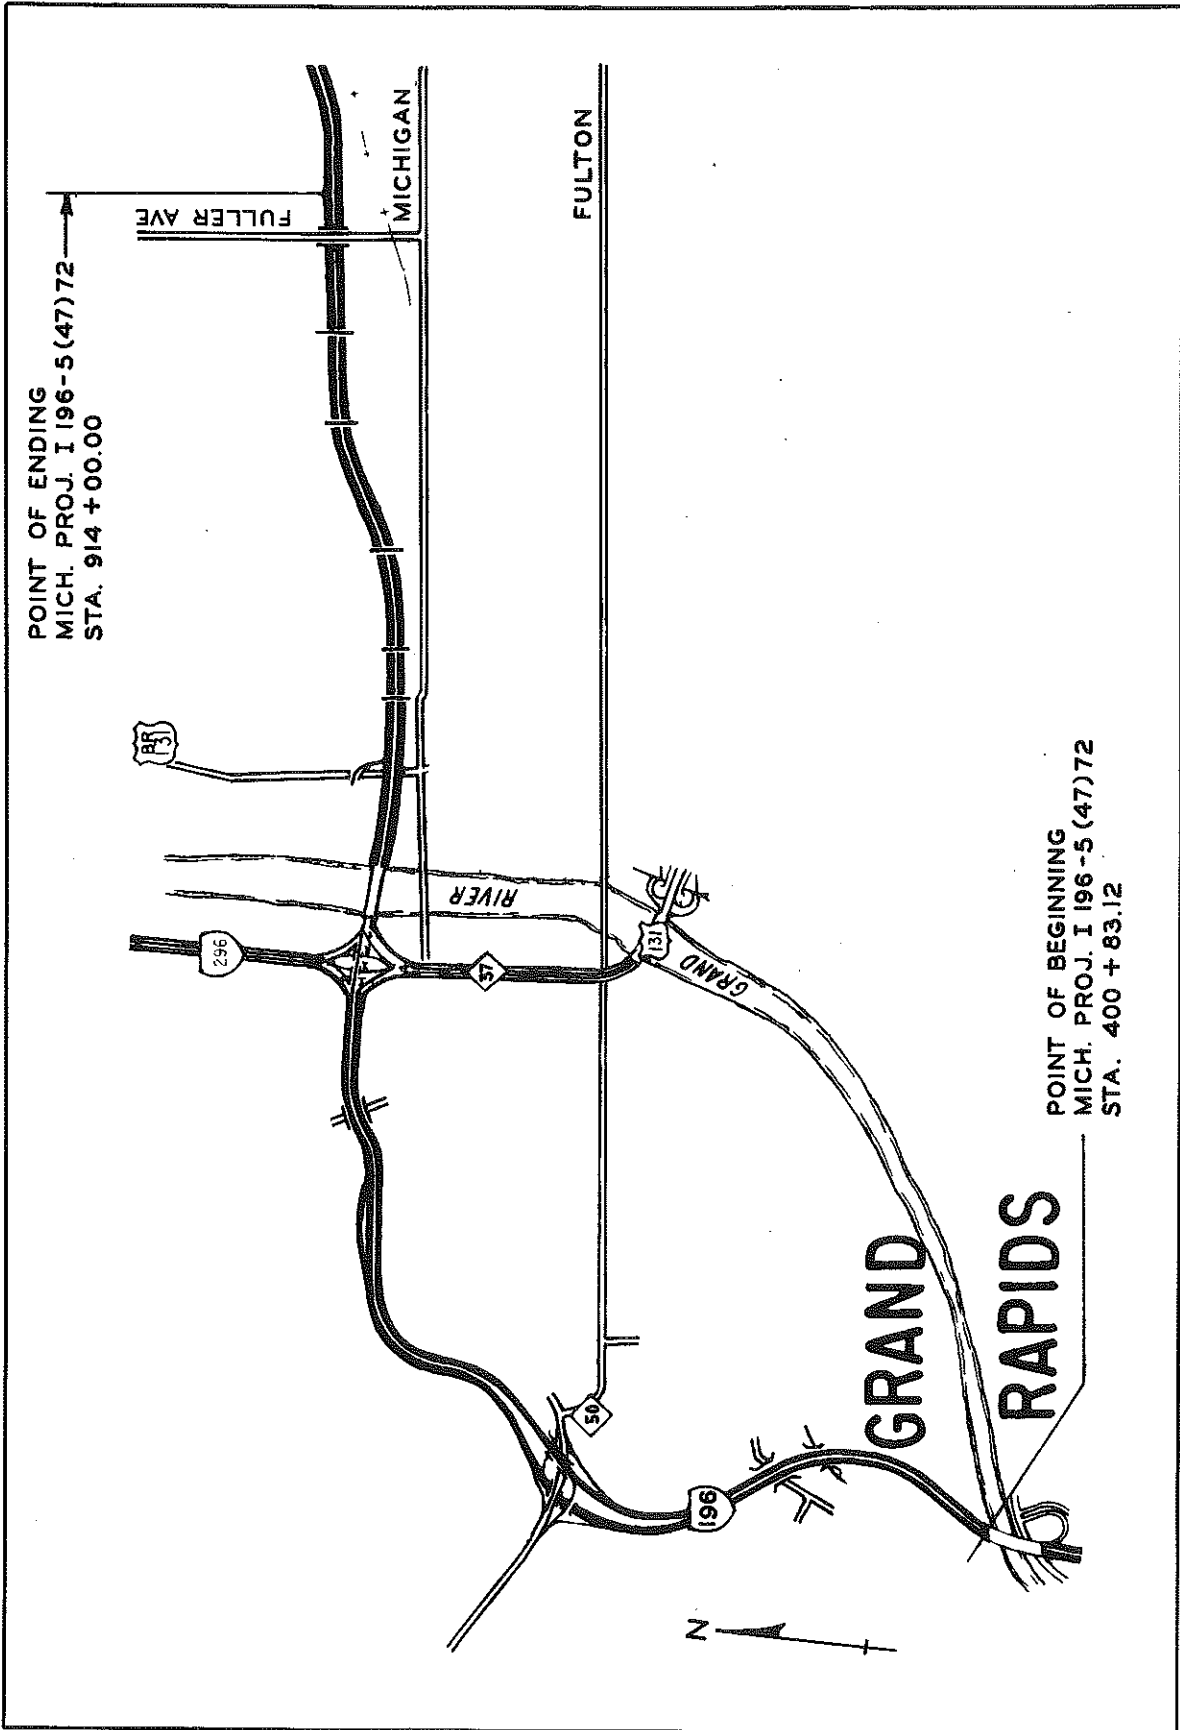 POINT OF ENDING
MICH. PROJ. I 196-5(47)72
STA. 914 + 00.00
FULLER AVE
MICHIGAN
FULTON
BR
131
296
RIVER
37
131
GRAND
50
196
GRAND
RAPIDS
POINT OF BEGINNING
MICH. PROJ. I 196-5(47)72
STA. 400 + 83.12
N